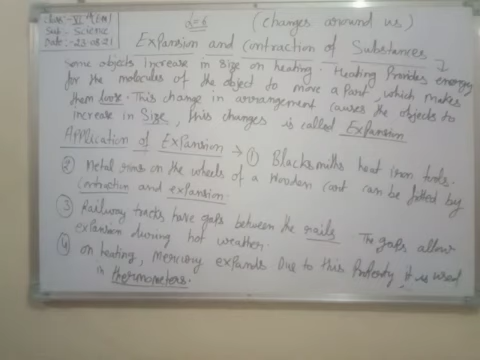 Class:- VI th (EM)
Sub - Science
Date:- 23.08.21
L=6 (Changes around us)
Expansion and contraction of Substances
Some objects increase in size on heating. Heating Provides energy
for the molecules of the object to move a Part, which makes
them loose. This change in arrangement causes the objects to
increase in Size, this changes is called Expansion
Application of Expansion → ① Blacksmiths heat iron tools.
② Metal rims on the wheels of a wooden cart can be fitted by
contraction and expansion.
③ Railway tracks have gaps between the rails. The gaps allow
expansion during hot weather.
④ on heating, Mercury expands Due to this Property it is used
in thermometers.